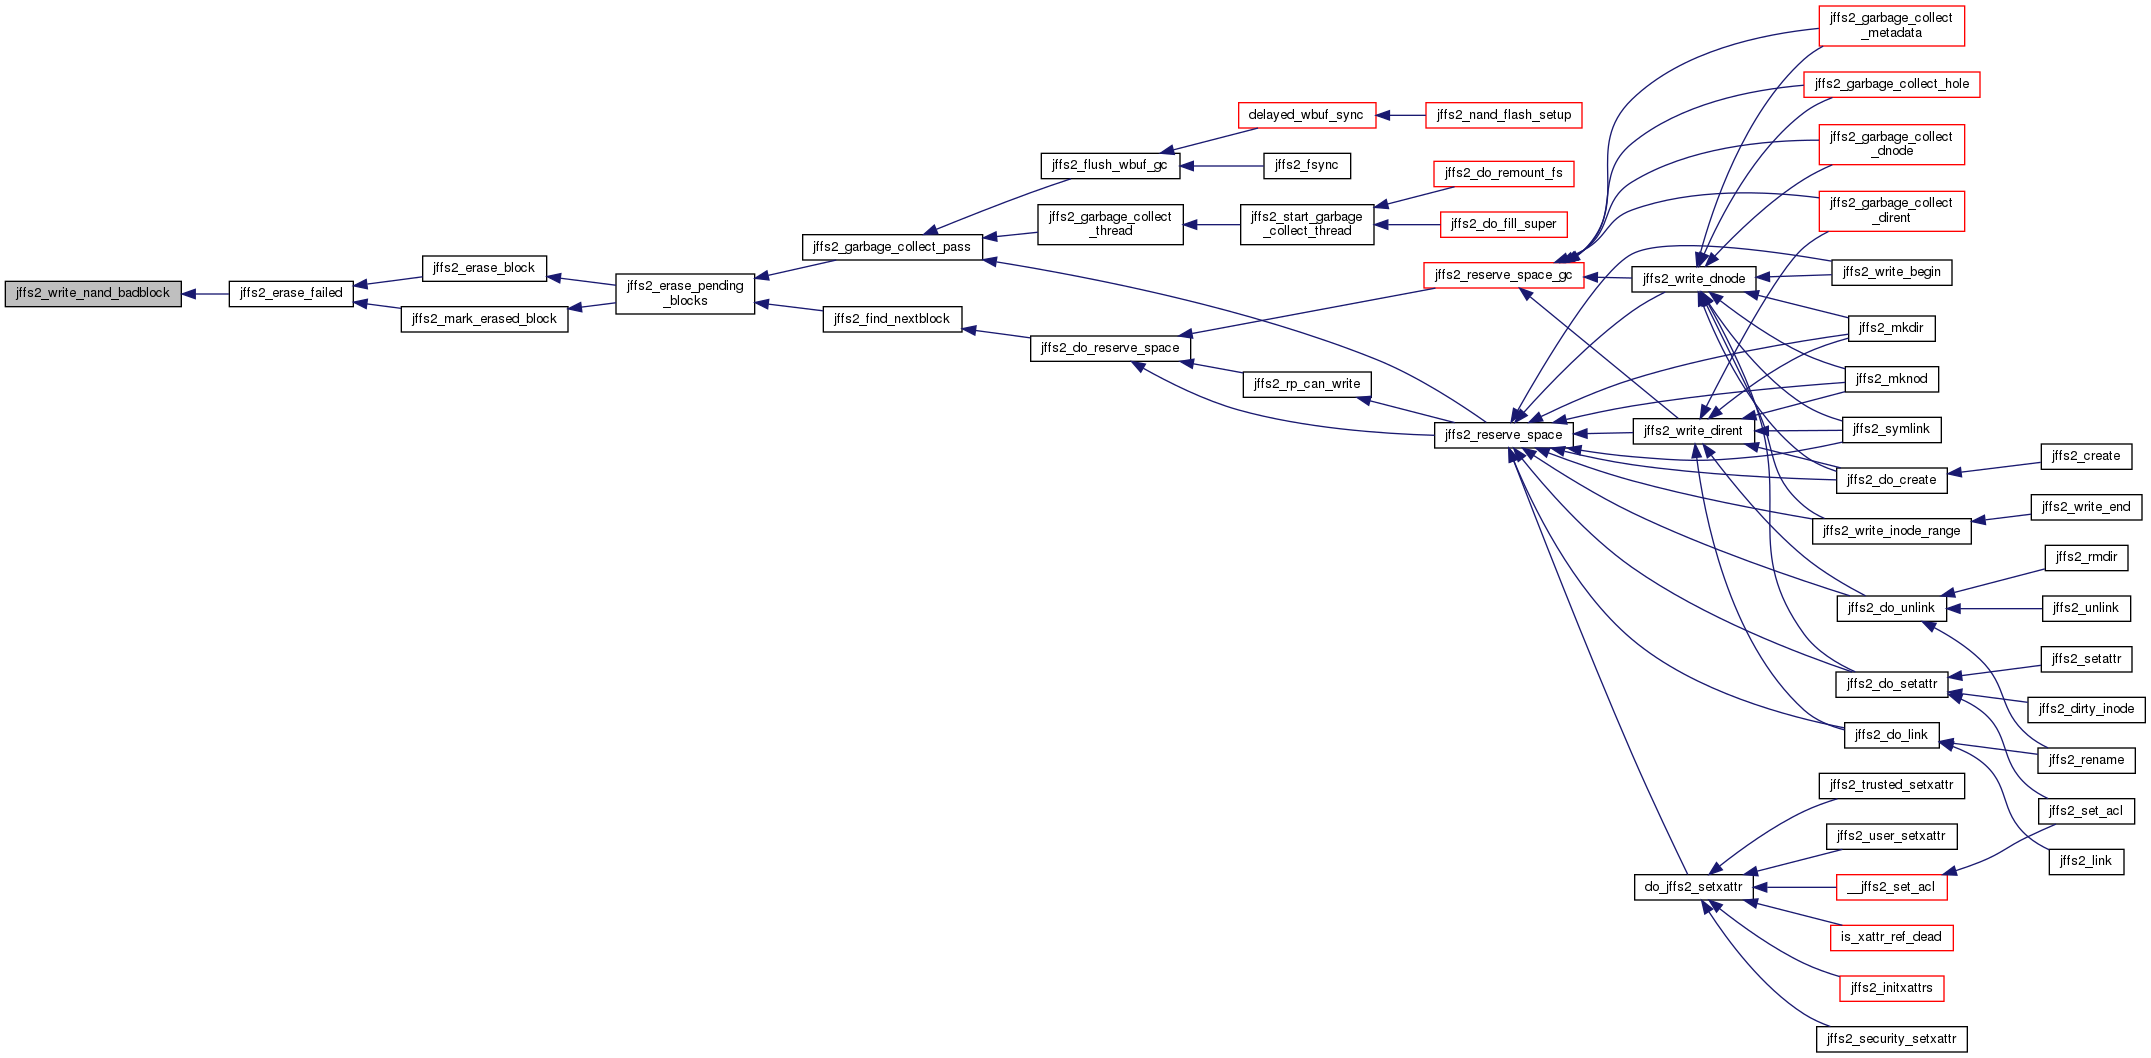 jffs2_write_nand_badblock
jffs2_erase_failed
jffs2_erase_block
jffs2_mark_erased_block
jffs2_erase_pending
_blocks
jffs2_garbage_collect_pass
jffs2_find_nextblock
jffs2_flush_wbuf_gc
jffs2_garbage_collect
_thread
jffs2_do_reserve_space
delayed_wbuf_sync
jffs2_fsync
jffs2_start_garbage
_collect_thread
jffs2_rp_can_write
jffs2_nand_flash_setup
jffs2_do_remount_fs
jffs2_do_fill_super
jffs2_reserve_space_gc
jffs2_reserve_space
jffs2_write_dnode
jffs2_write_dirent
do_jffs2_setxattr
jffs2_garbage_collect
_metadata
jffs2_garbage_collect_hole
jffs2_garbage_collect
_dnode
jffs2_garbage_collect
_dirent
jffs2_write_begin
jffs2_mkdir
jffs2_mknod
jffs2_symlink
jffs2_do_create
jffs2_write_inode_range
jffs2_do_unlink
jffs2_do_setattr
jffs2_do_link
jffs2_trusted_setxattr
jffs2_user_setxattr
__jffs2_set_acl
is_xattr_ref_dead
jffs2_initxattrs
jffs2_security_setxattr
jffs2_create
jffs2_write_end
jffs2_rmdir
jffs2_unlink
jffs2_setattr
jffs2_dirty_inode
jffs2_rename
jffs2_set_acl
jffs2_link